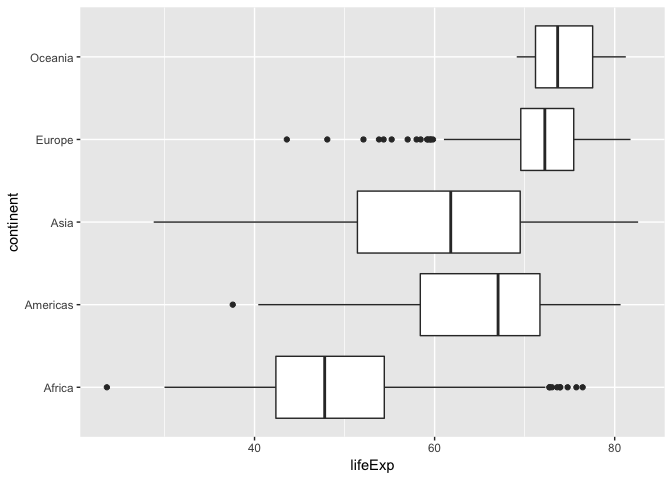 continent
Oceania
Europe
Asia
Americas
Africa
40 60 80
lifeExp